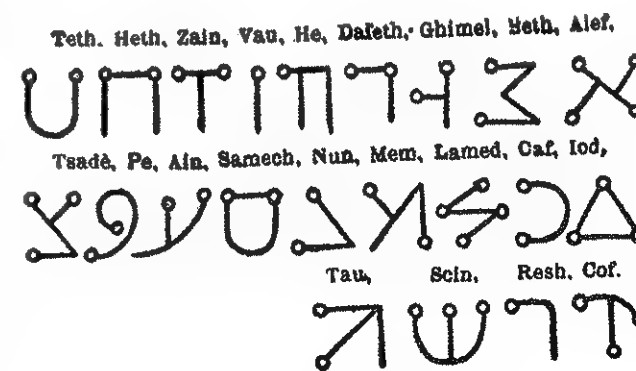 Teth. Heth, Zain, Vau, He, Daleth, Ghimel, Beth, Alef,
Tsadè, Pe, Ain, Samech, Nun, Mem, Lamed, Caf, Iod,
Tau, Scin, Resh. Cof.